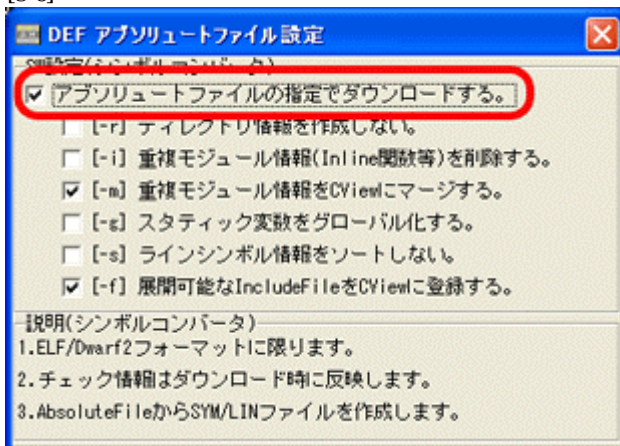 DEF アブソリュートファイル設定
SW設定(シンボルコンバータ)
アブソリュートファイルの指定でダウンロードする。
[-r] ディレクトリ情報を作成しない。
[-i] 重複モジュール情報(Inline関数等)を削除する。
[-m] 重複モジュール情報をCViewにマージする。
[-g] スタティック変数をグローバル化する。
[-s] ラインシンボル情報をソートしない。
[-f] 展開可能なIncludeFileをCViewに登録する。
説明(シンボルコンバータ)
1.ELF/Dwarf2フォーマットに限ります。
2.チェック情報はダウンロード時に反映します。
3.AbsoluteFileからSYM/LINファイルを作成します。